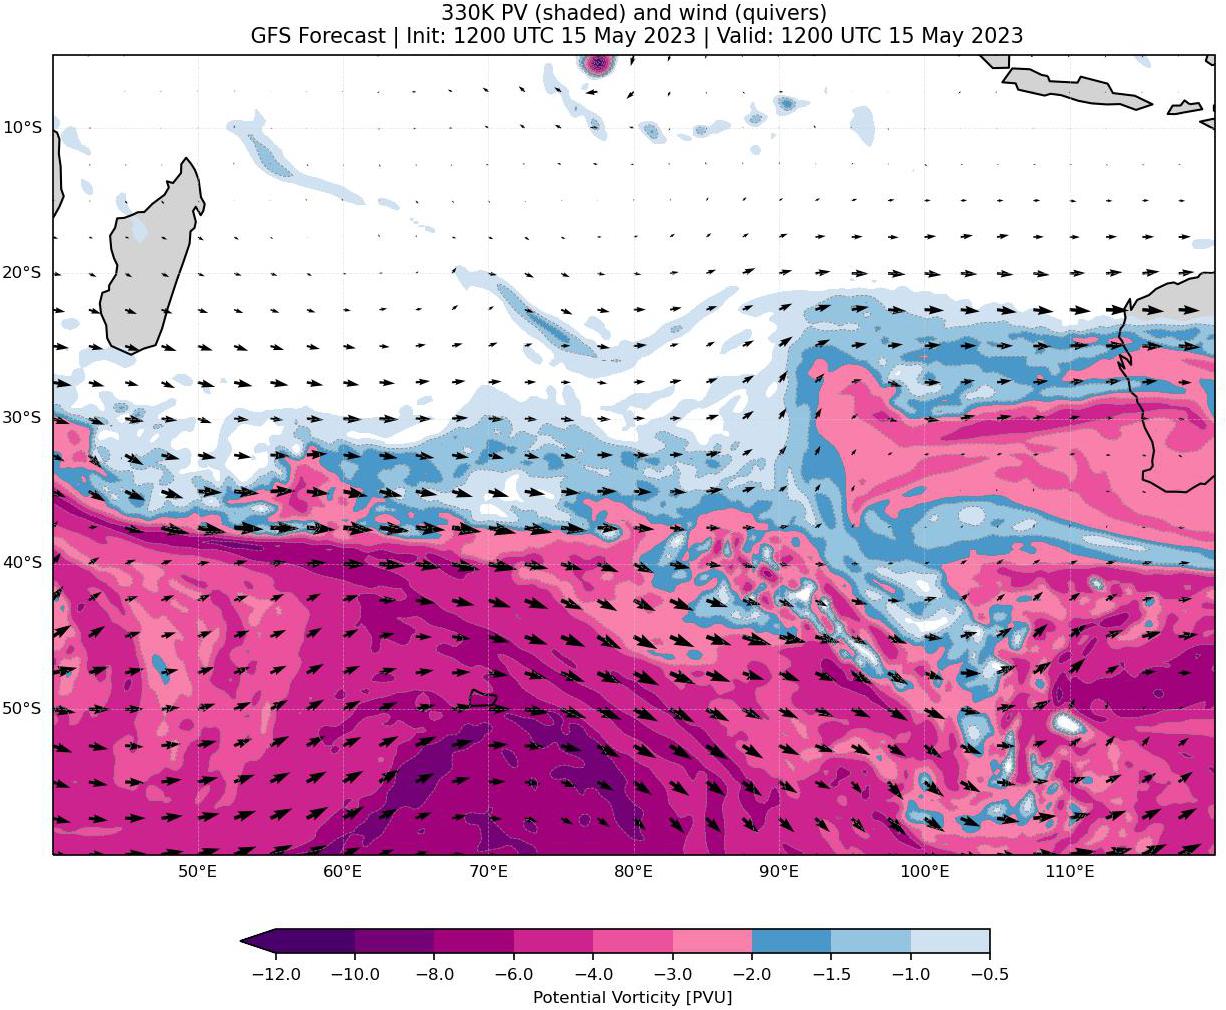 330K PV (shaded) and wind (quivers)
GFS Forecast | Init: 1200 UTC 15 May 2023 | Valid: 1200 UTC 15 May 2023
10°S
20°S
30°S
40°S
50°S
50°E 60°E 70°E 80°E 90°E 100°E 110°E
−12.0 −10.0 −8.0 −6.0 −4.0 −3.0 −2.0 −1.5 −1.0 −0.5
Potential Vorticity [PVU]